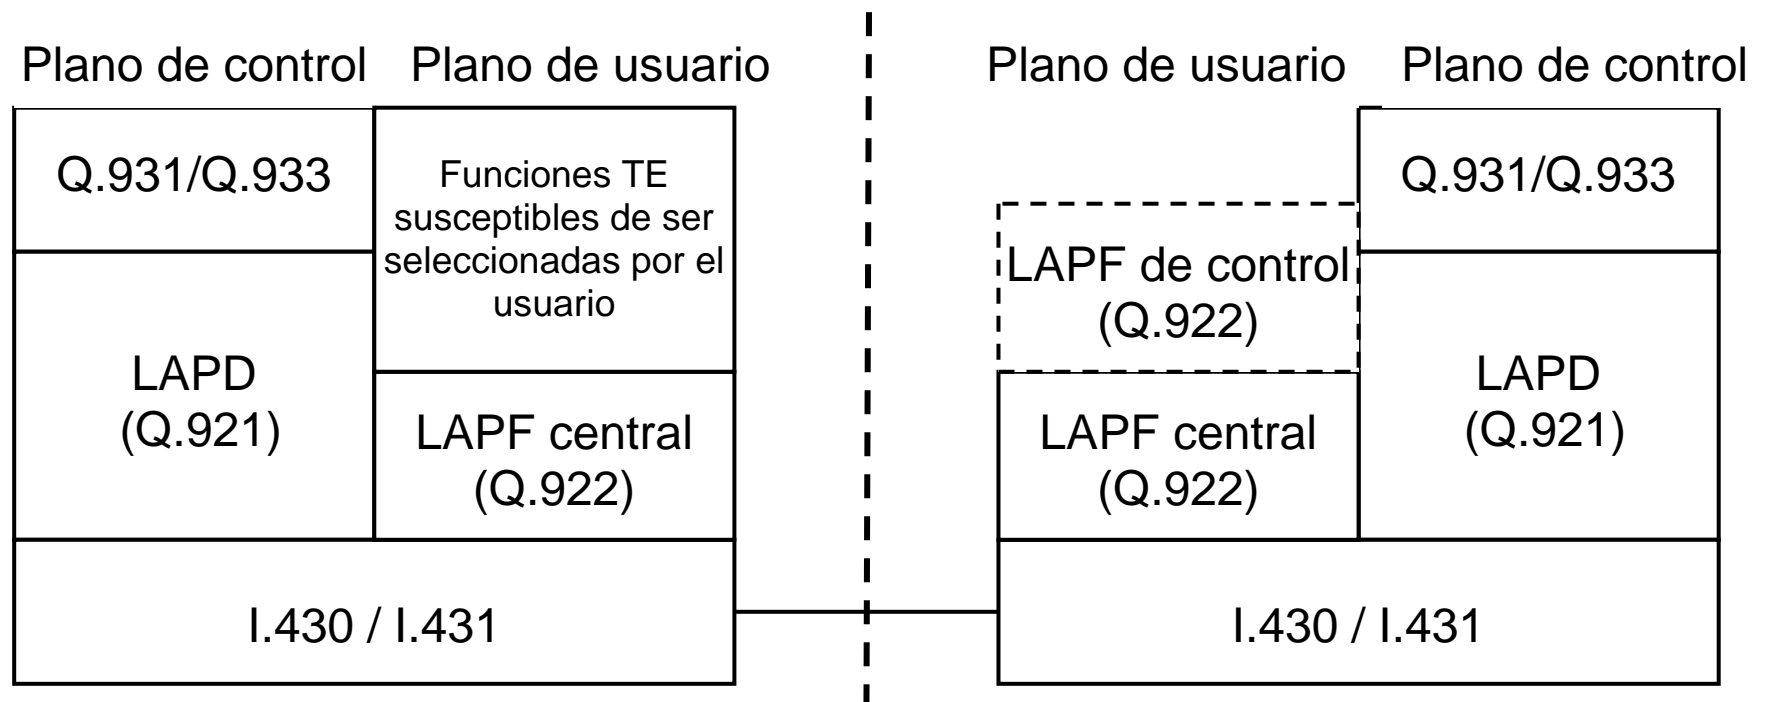 Plano de control
Plano de usuario
Q.931/Q.933
Funciones TE
susceptibles de ser
seleccionadas por el
usuario
LAPD
(Q.921)
LAPF central
(Q.922)
I.430 / I.431
Plano de usuario
Plano de control
LAPF de control
(Q.922)
Q.931/Q.933
LAPF central
(Q.922)
LAPD
(Q.921)
I.430 / I.431